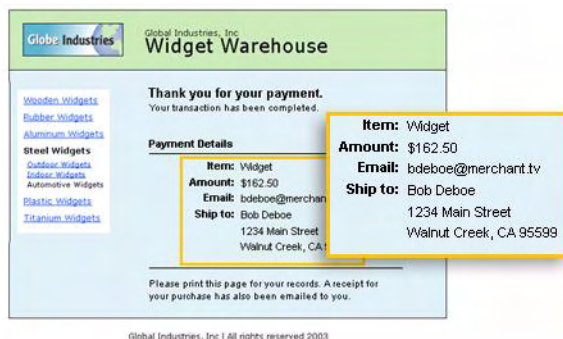 Globe Industries
Global Industries, Inc
Widget Warehouse
Wooden Widgets
Rubber Widgets
Aluminum Widgets
Steel Widgets
Outdoor Widgets
Indoor Widgets
Automotive Widgets
Plastic Widgets
Titanium Widgets
Thank you for your payment.
Your transaction has been completed.
Payment Details
Item: Widget
Amount: $162.50
Email: bdeboe@merchan
Ship to: Bob Deboe
1234 Main Street
Walnut Creek, CA
Please print this page for your records. A receipt for
your purchase has also been emailed to you.
Item: Widget
Amount: $162.50
Email: bdeboe@merchant.tv
Ship to: Bob Deboe
1234 Main Street
Walnut Creek, CA 95599
Global Industries, Inc | All rights reserved 2003